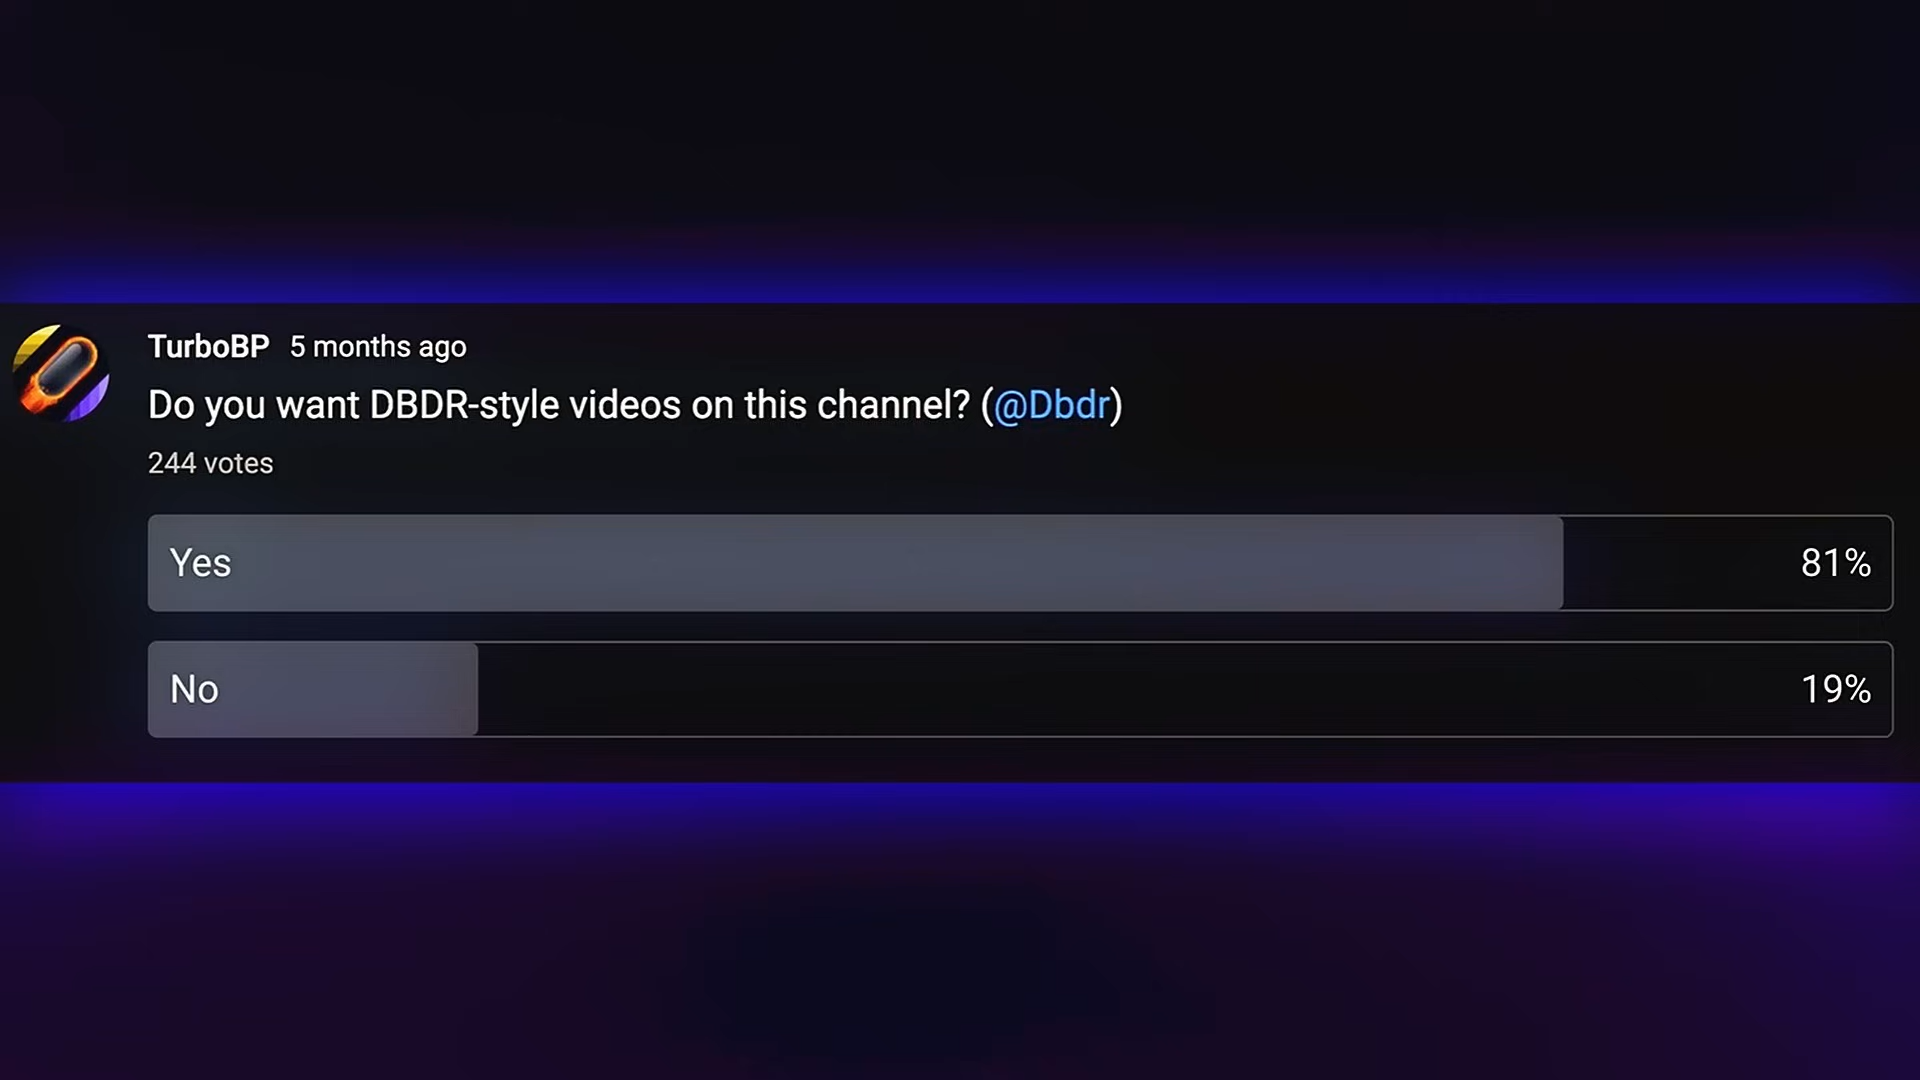 TurboBP 5 months ago
Do you want DBDR-style videos on this channel? (@Dbdr)
244 votes
Yes 81%
No 19%